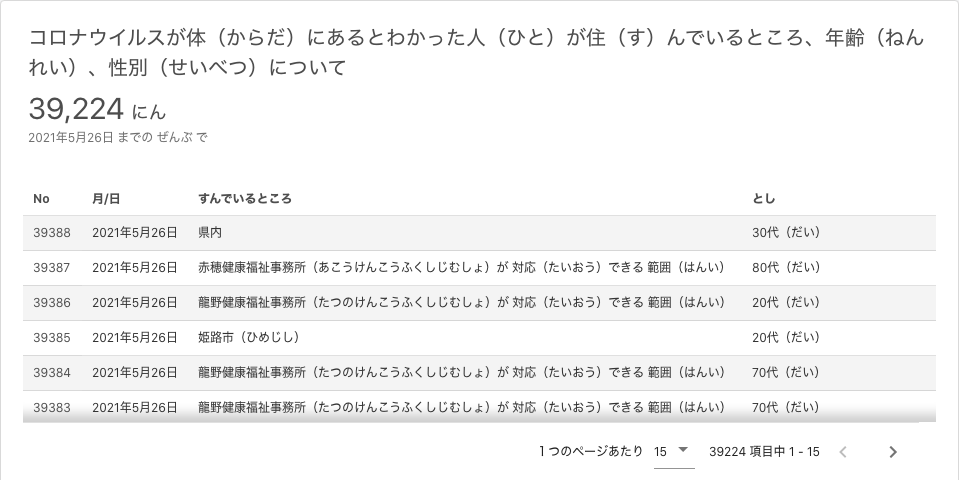 コロナウイルスが体（からだ）にあるとわかった人（ひと）が住（す）んでいるところ、年齢（ねん
れい）、性別（せいべつ）について
39,224 にん
2021年5月26日 までの ぜんぶ で
No 月/日 すんでいるところ とし
39388 2021年5月26日 県内 30代（だい）
39387 2021年5月26日 赤穂健康福祉事務所（あこうけんこうふくしじむしょ）が 対応（たいおう）できる 範囲（はんい） 80代（だい）
39386 2021年5月26日 龍野健康福祉事務所（たつのけんこうふくしじむしょ）が 対応（たいおう）できる 範囲（はんい） 20代（だい）
39385 2021年5月26日 姫路市（ひめじし） 20代（だい）
39384 2021年5月26日 龍野健康福祉事務所（たつのけんこうふくしじむしょ）が 対応（たいおう）できる 範囲（はんい） 70代（だい）
39383 2021年5月26日 龍野健康福祉事務所（たつのけんこうふくしじむしょ）が 対応（たいおう）できる 範囲（はんい） 70代（だい）
1 つのページあたり 15 39224 項目中 1 - 15